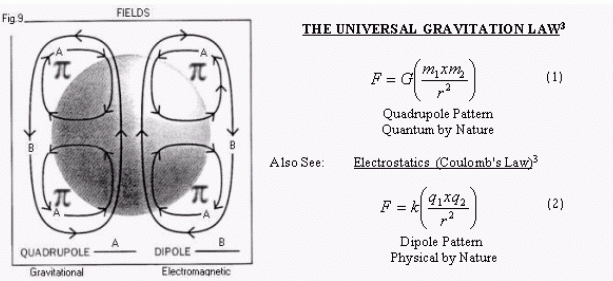 Fig.9
FIELDS
A A
π π
B B
π π
A A
A B
QUADRUPOLE DIPOLE
Gravitational Electromagnetic
THE UNIVERSAL GRAVITATION LAW³
F = G(m₁xm₂/r²) (1)
Quadrupole Pattern
Quantum by Nature
Also See: Electrostatics (Coulomb's Law)³
F = k(q₁xq₂/r²) (2)
Dipole Pattern
Physical by Nature